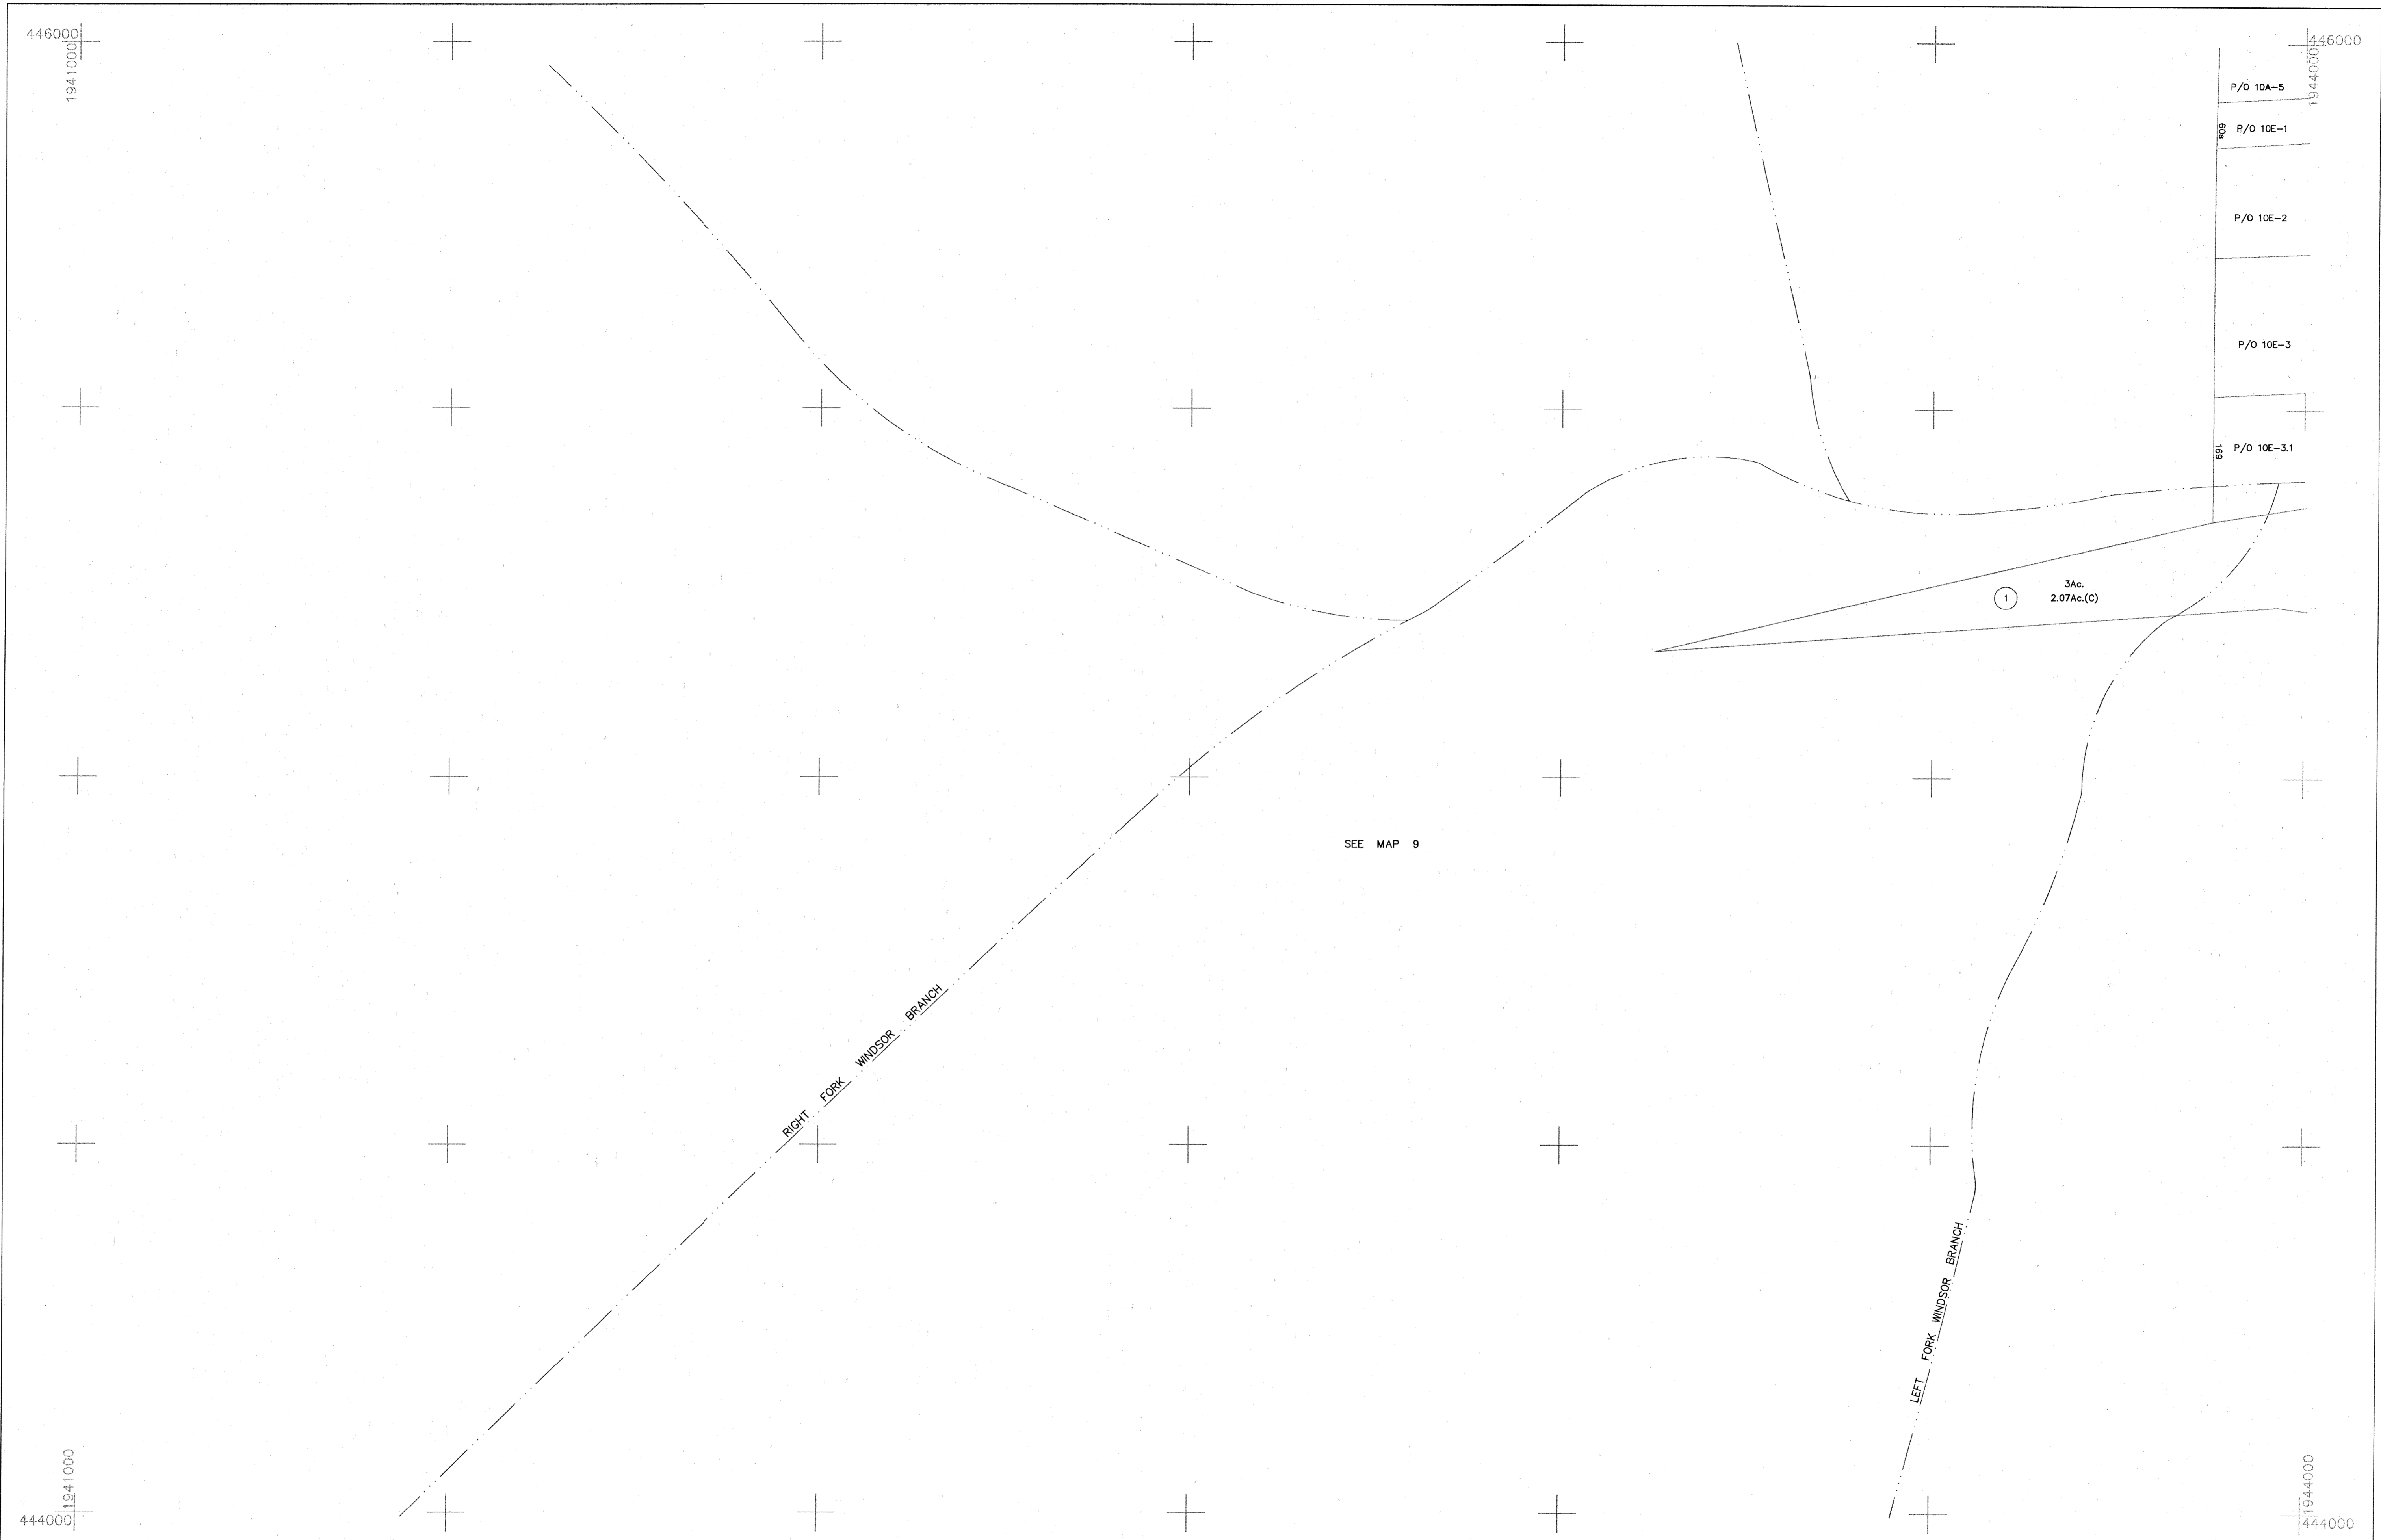 446000
1941000
446000
1944000
P/O 10A-5
60s
P/O 10E-1
P/O 10E-2
P/O 10E-3
169
P/O 10E-3.1
1
3Ac.
2.07Ac.(C)
SEE MAP 9
RIGHT FORK WINDSOR BRANCH
LEFT FORK WINDSOR BRANCH
1941000
444000
1944000
444000